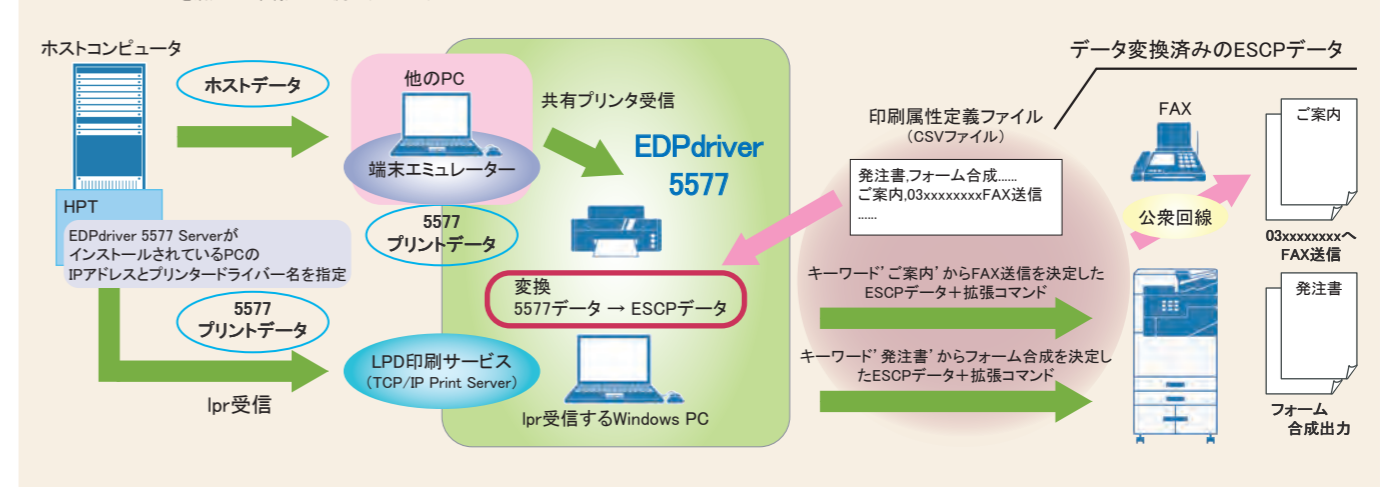 ホストコンピュータ
ホストデータ
HPT
EDPdriver 5577 Serverが
インストールされているPCの
IPアドレスとプリンタードライバー名を指定
5577
プリントデータ
lpr受信
他のPC
端末エミュレーター
5577
プリントデータ
共有プリンタ受信
EDPdriver
5577
変換
5577データ → ESCPデータ
LPD印刷サービス
(TCP/IP Print Server)
lpr受信するWindows PC
データ変換済みのESCPデータ
印刷属性定義ファイル
(CSVファイル)
発注書,フォーム合成......
ご案内,03xxxxxxxxFAX送信
......
キーワード'ご案内'からFAX送信を決定した
ESCPデータ+拡張コマンド
キーワード'発注書'からフォーム合成を決定し
たESCPデータ+拡張コマンド
FAX
公衆回線
ご案内
03xxxxxxxxへ
FAX送信
発注書
フォーム
合成出力